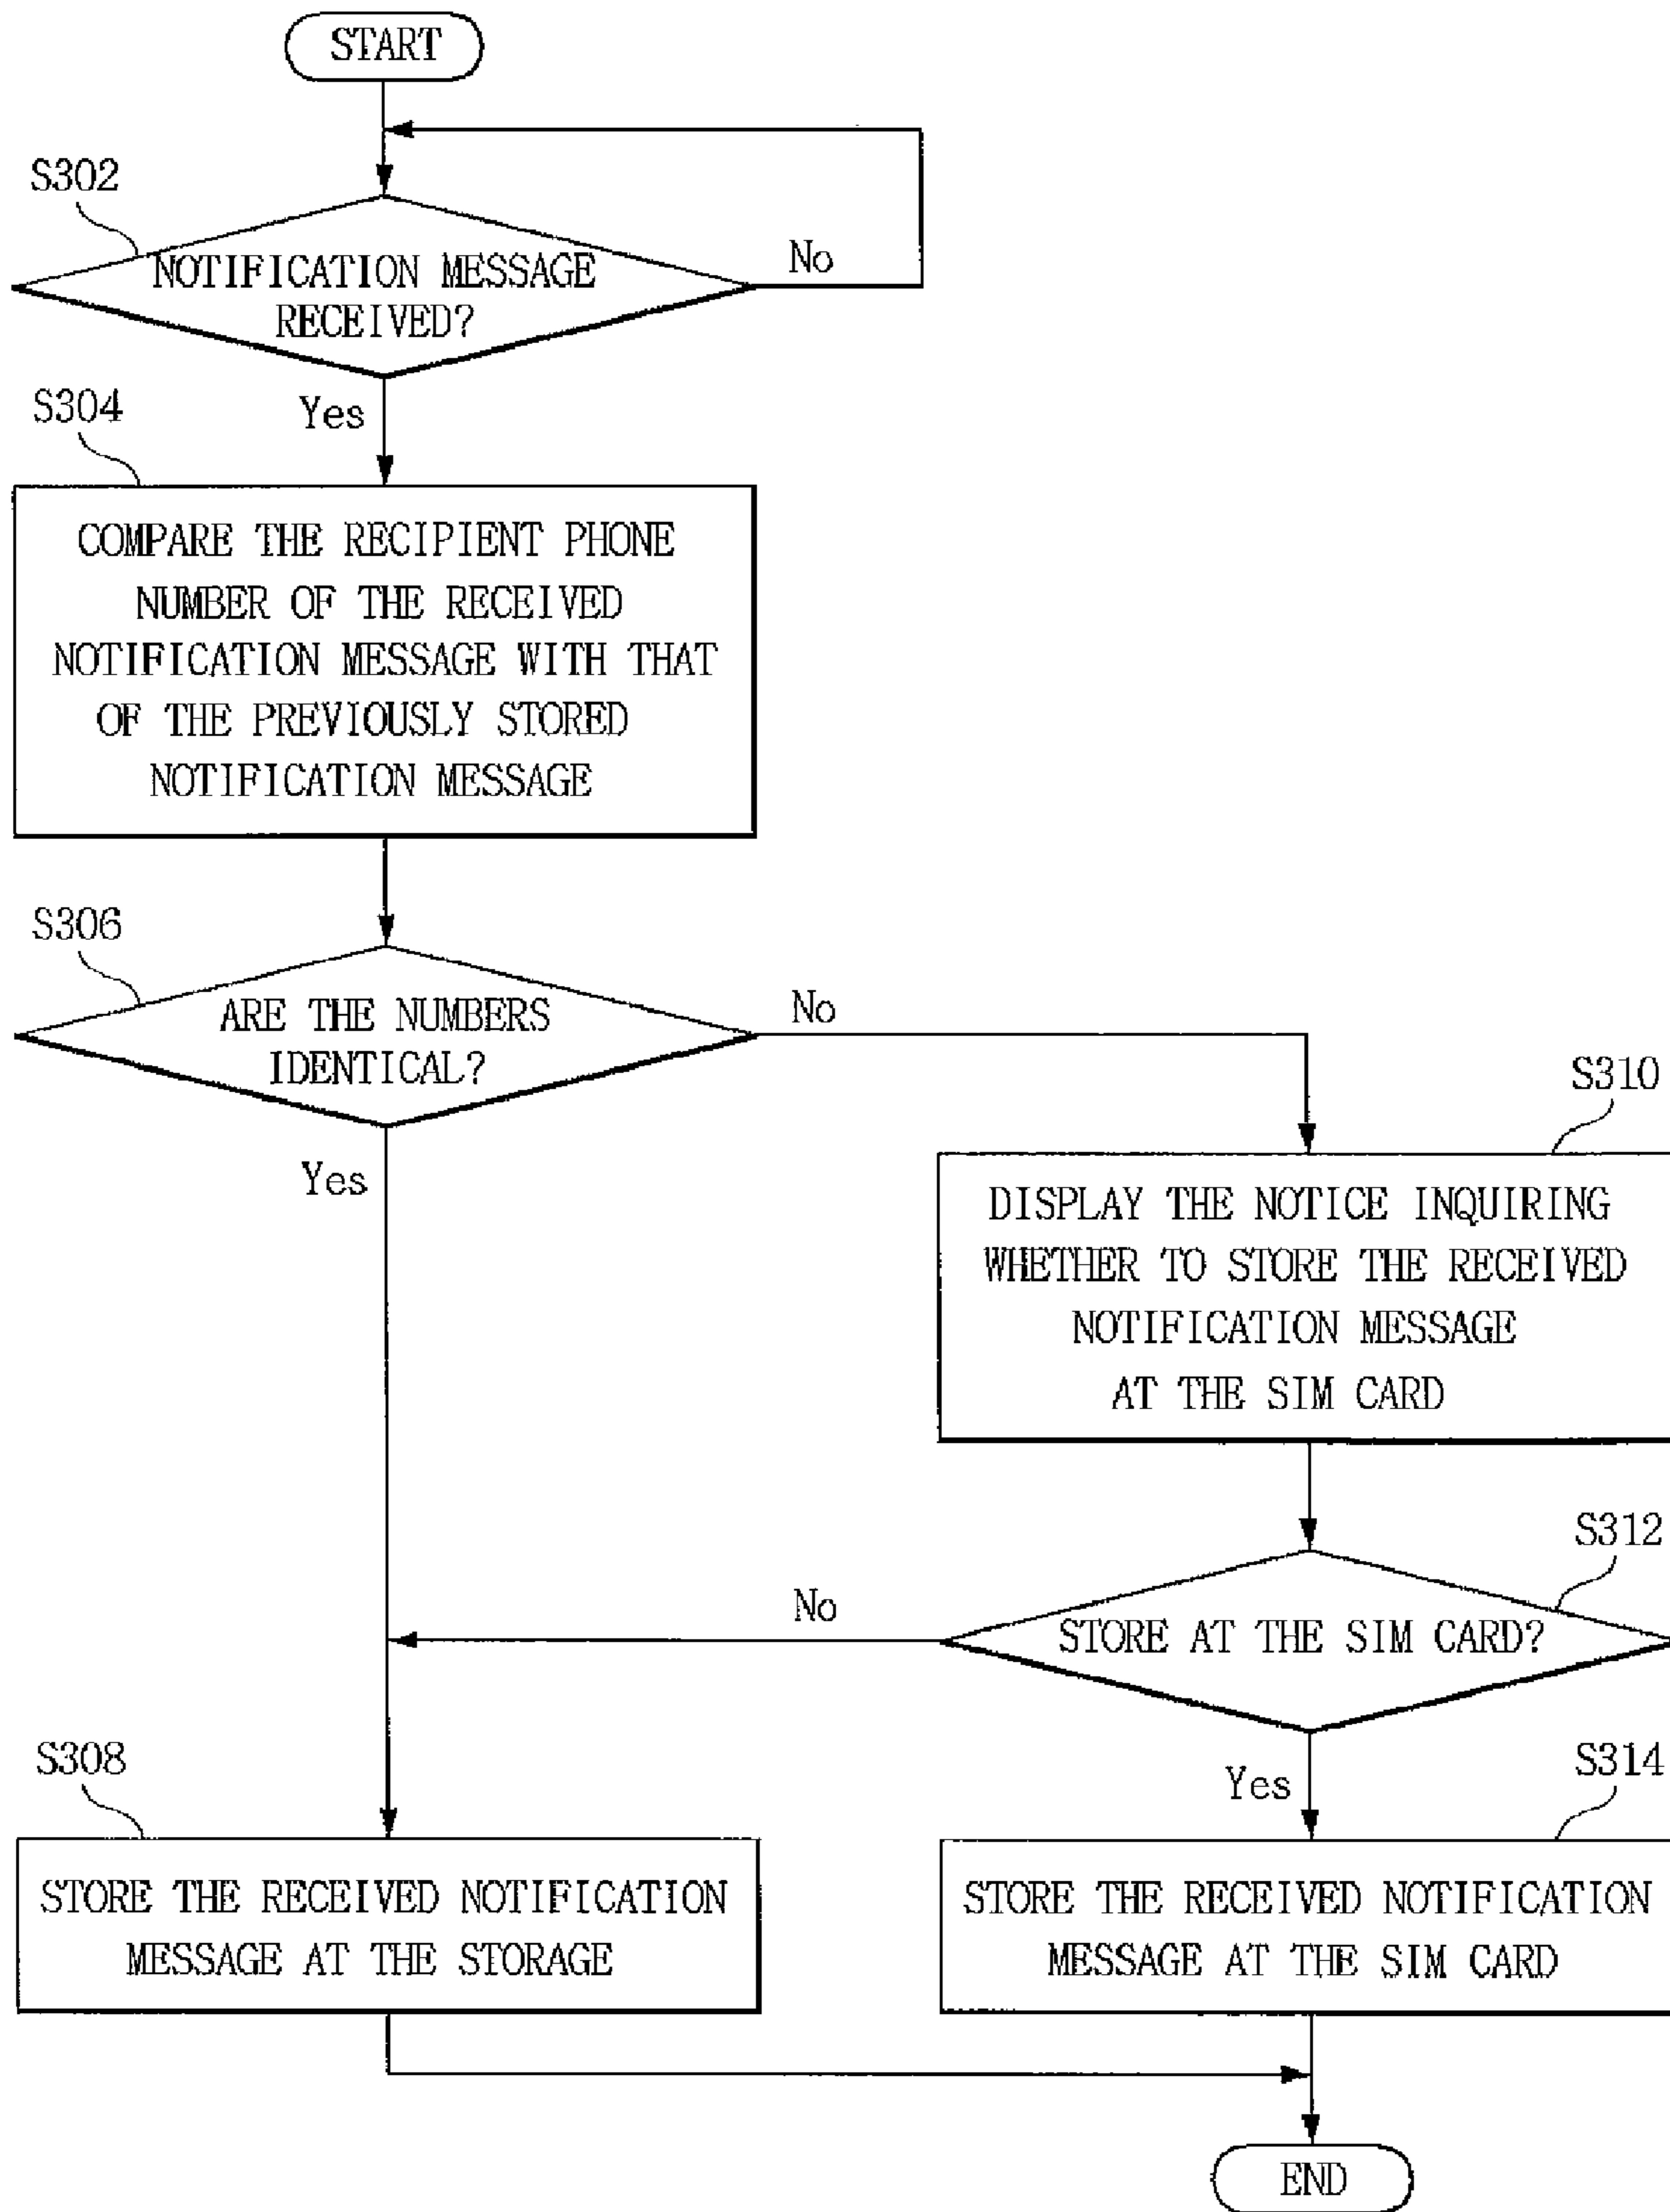 START
S302
NOTIFICATION MESSAGE
RECEIVED?
No
Yes
S304
COMPARE THE RECIPIENT PHONE
NUMBER OF THE RECEIVED
NOTIFICATION MESSAGE WITH THAT
OF THE PREVIOUSLY STORED
NOTIFICATION MESSAGE
S306
ARE THE NUMBERS
IDENTICAL?
No
Yes
S310
DISPLAY THE NOTICE INQUIRING
WHETHER TO STORE THE RECEIVED
NOTIFICATION MESSAGE
AT THE SIM CARD
S312
STORE AT THE SIM CARD?
No
Yes
S308
STORE THE RECEIVED NOTIFICATION
MESSAGE AT THE STORAGE
S314
STORE THE RECEIVED NOTIFICATION
MESSAGE AT THE SIM CARD
END